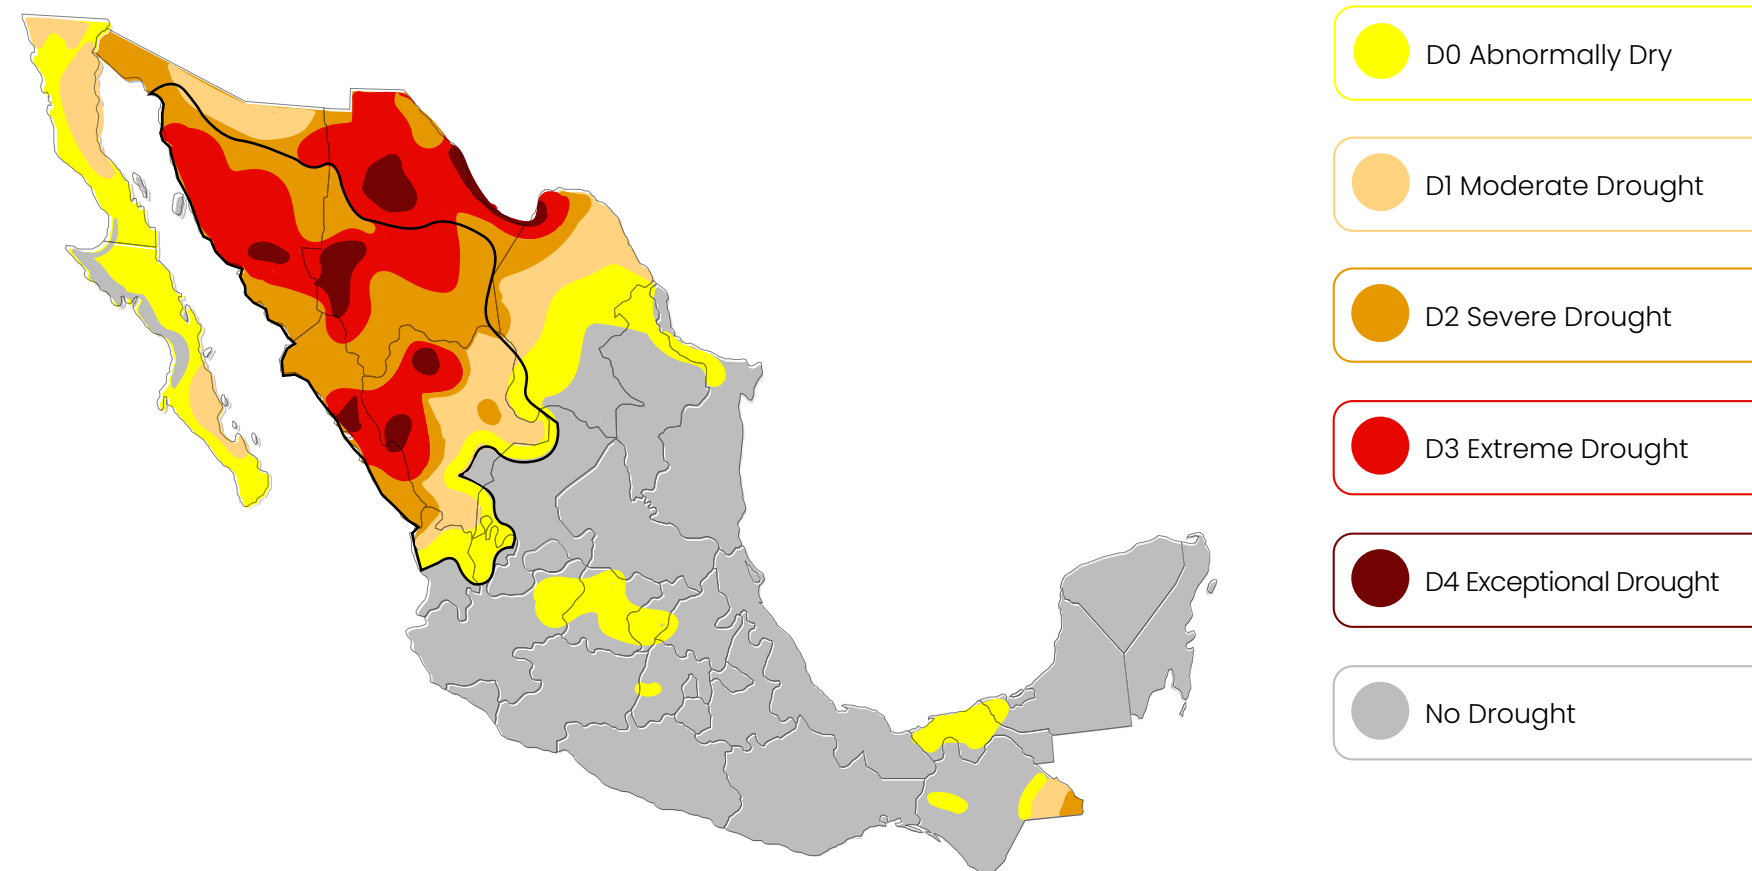 D0 Abnormally Dry
D1 Moderate Drought
D2 Severe Drought
D3 Extreme Drought
D4 Exceptional Drought
No Drought